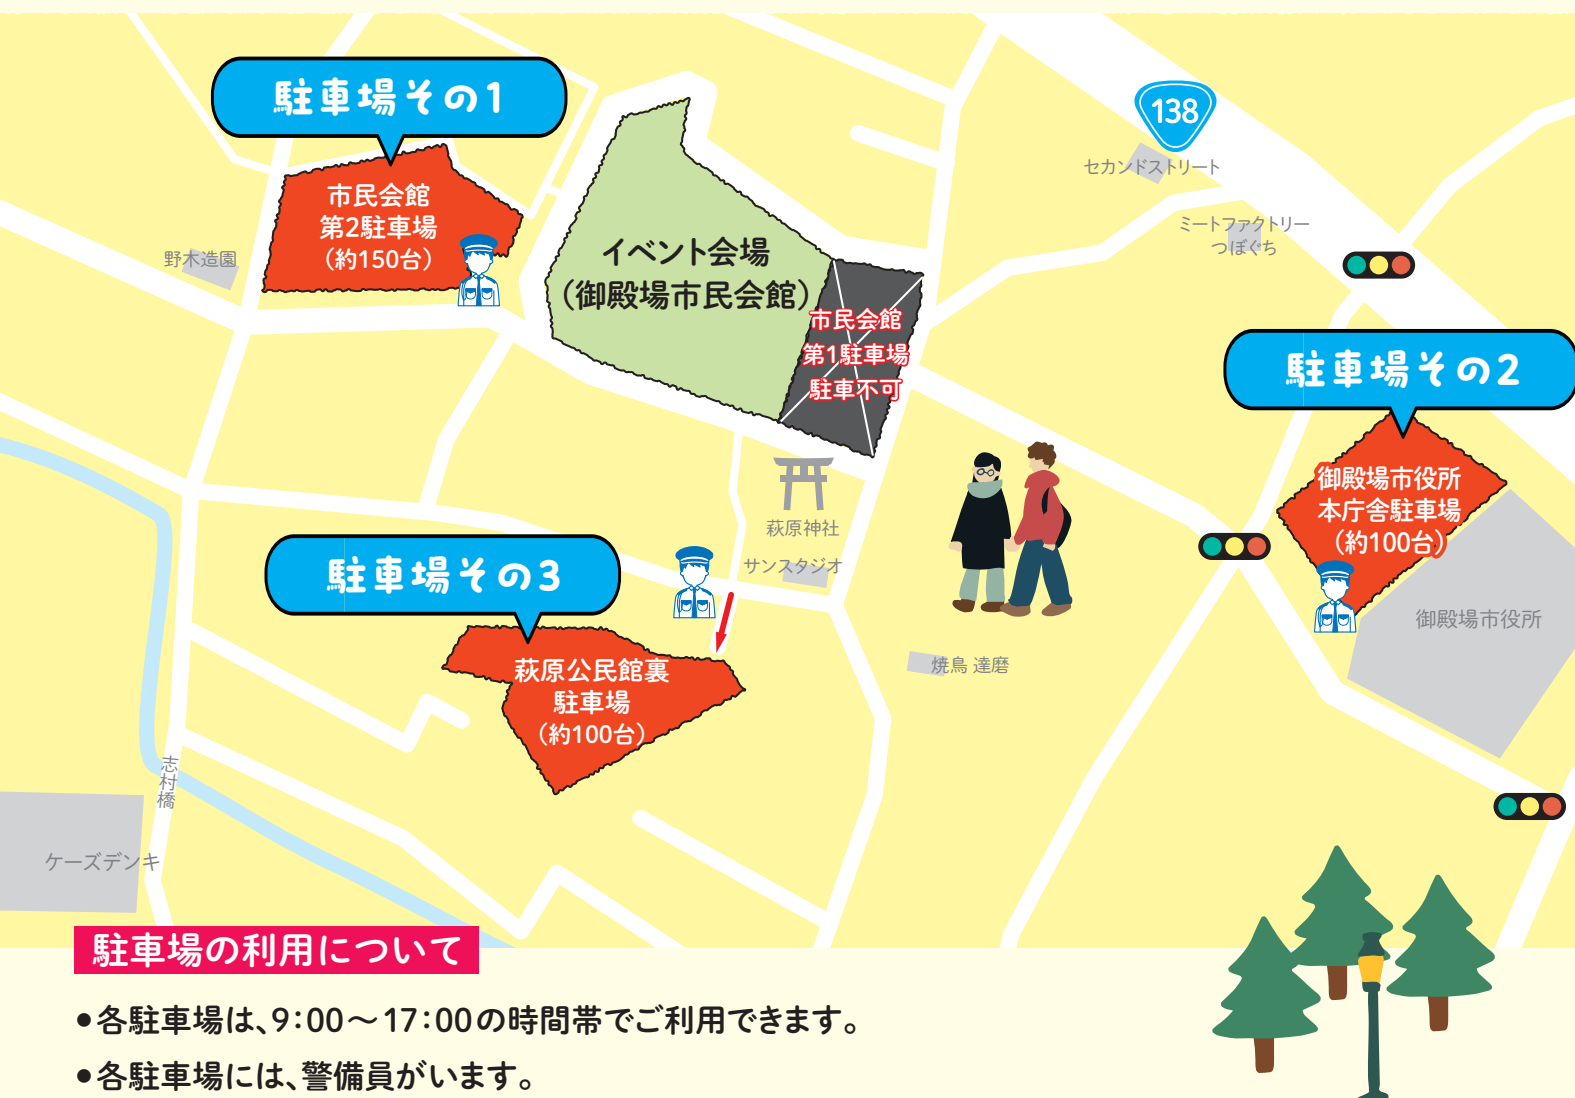 駐車場その1
市民会館
第2駐車場
（約150台）
野木造園
イベント会場
（御殿場市民会館）
市民会館
第1駐車場
駐車不可
138
セカンドストリート
ミートファクトリー
つぼぐち
駐車場その2
御殿場市役所
本庁舎駐車場
（約100台）
御殿場市役所
萩原神社
サンスタジオ
駐車場その3
萩原公民館裏
駐車場
（約100台）
焼鳥 達磨
志村橋
ケーズデンキ
駐車場の利用について
●各駐車場は、9：00～17：00の時間帯でご利用できます。
●各駐車場には、警備員がいます。